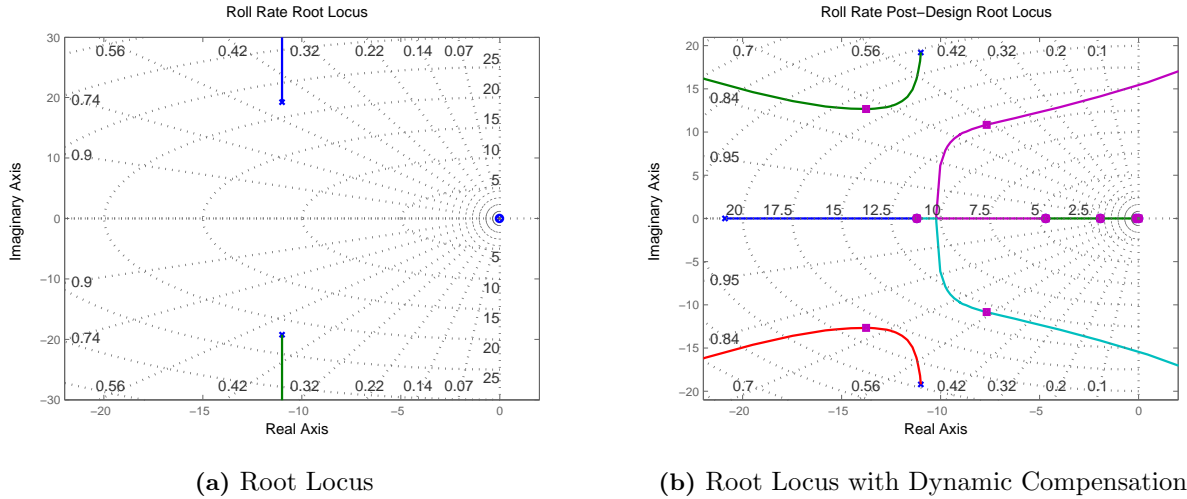 Roll Rate Root Locus
30
20
10
0
−10
−20
−30
Imaginary Axis
0.56 0.42 0.32 0.22 0.14 0.07
25
0.74 20
15
0.9 10
5
5
0.9 10
15
0.74 20
0.56 0.42 0.32 0.22 0.14 0.07 25
−20 −15 −10 −5 0
Real Axis
(a) Root Locus
Roll Rate Post−Design Root Locus
20
15
10
5
0
−5
−10
−15
−20
Imaginary Axis
0.7 0.56 0.42 0.32 0.2 0.1
0.84
0.95
20 17.5 15 12.5 10 7.5 5 2.5
0.95
0.84
0.7 0.56 0.42 0.32 0.2 0.1
−20 −15 −10 −5 0
Real Axis
(b) Root Locus with Dynamic Compensation